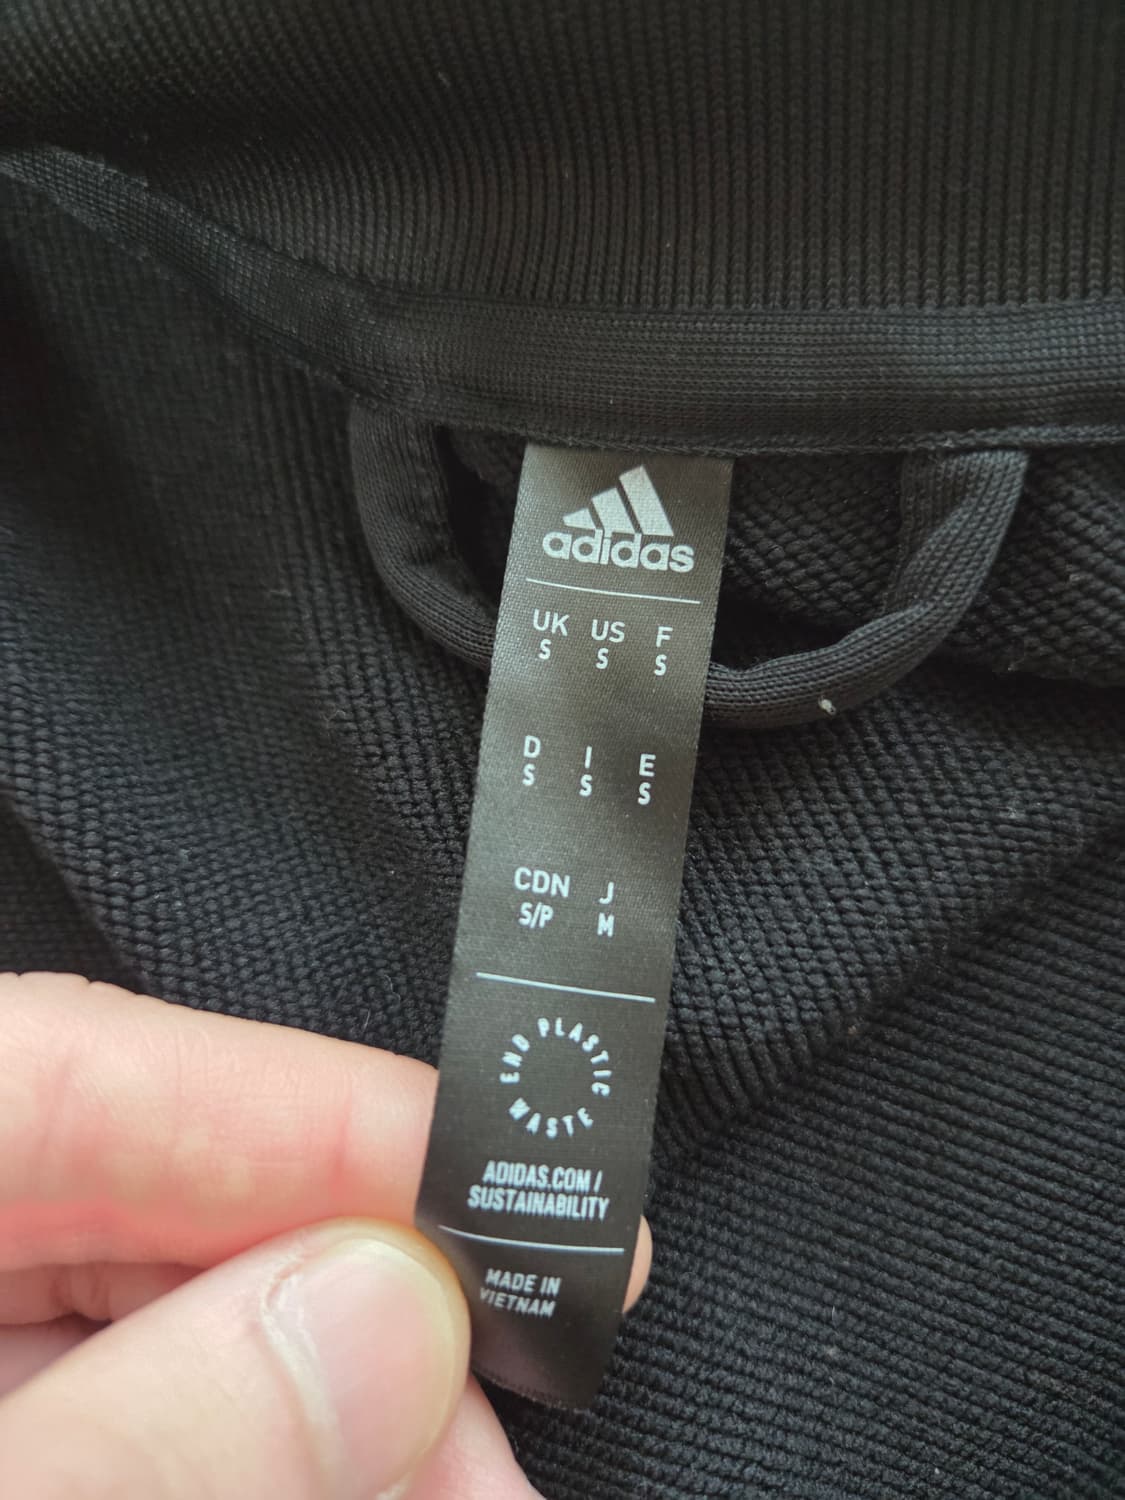 adidas
UK US F
S S S
D I E
S S S
CDN J
S/P M
END PLASTIC WASTE
ADIDAS.COM/
SUSTAINABILITY
MADE IN
VIETNAM